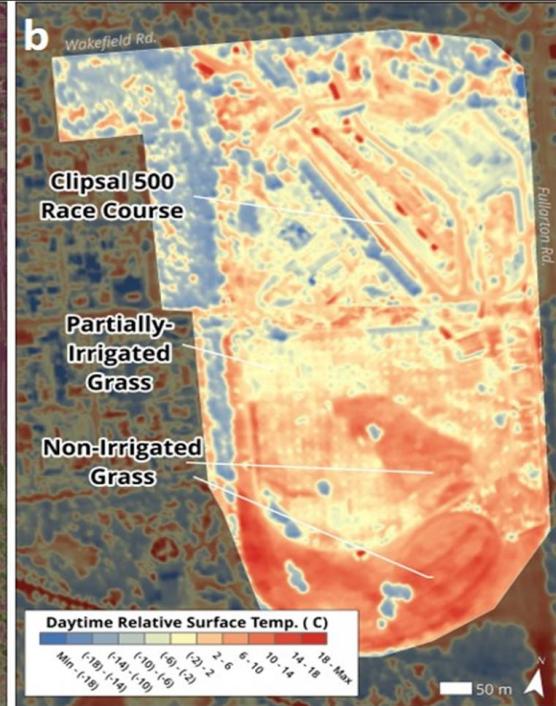 b
Wakefield Rd.
Clipsal 500
Race Course
Fullarton Rd.
Partially-
Irrigated
Grass
Non-Irrigated
Grass
Daytime Relative Surface Temp. ( C)
Min - (-18)
(-18) - (-14)
(-14) - (-10)
(-10) - (-6)
(-6) - (-2)
(-2) - 2
2 - 6
6 - 10
10 - 14
14 - 18
18 - Max
N
50 m